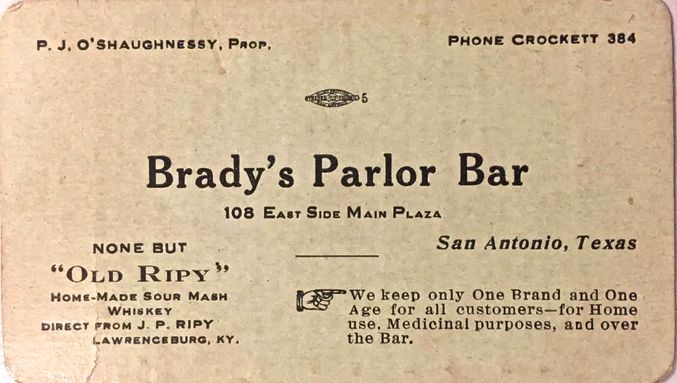 P. J. O'SHAUGHNESSY, PROP.
PHONE CROCKETT 384
5
Brady's Parlor Bar
108 EAST SIDE MAIN PLAZA
San Antonio, Texas
NONE BUT
"OLD RIPY"
HOME-MADE SOUR MASH
WHISKEY
DIRECT FROM J. P. RIPY
LAWRENCEBURG, KY.
We keep only One Brand and One
Age for all customers—for Home
use, Medicinal purposes, and over
the Bar.